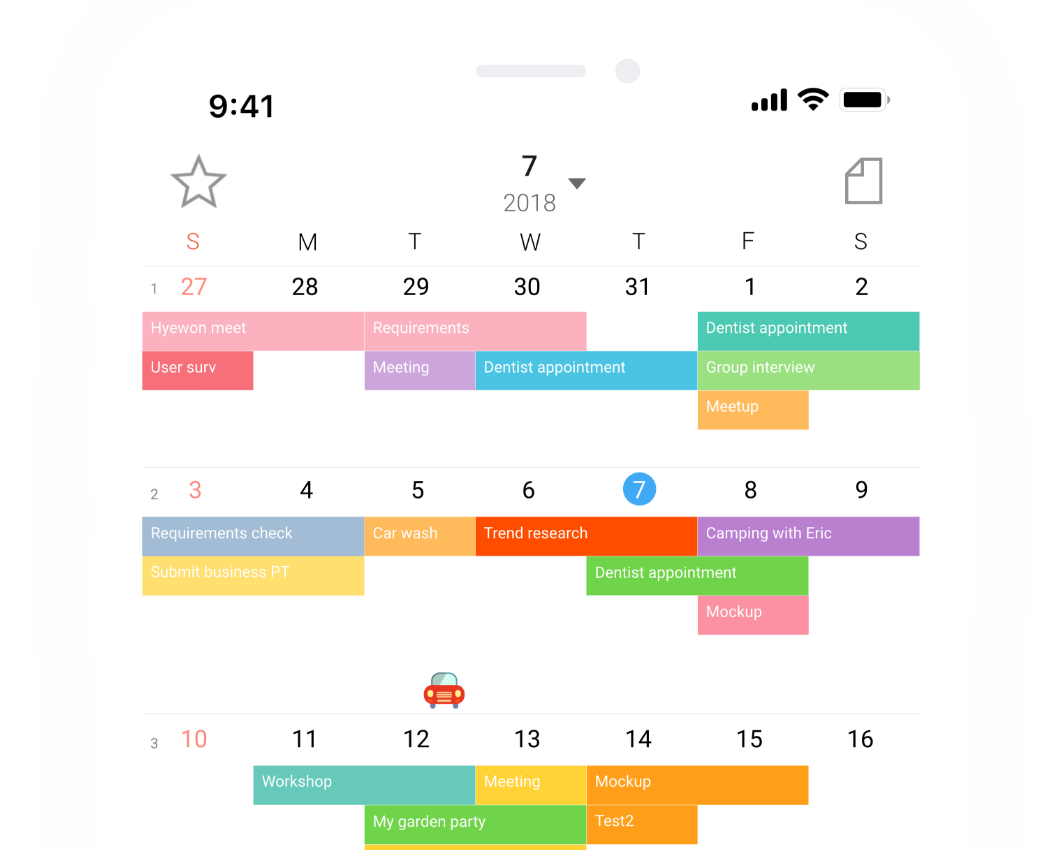 9:41
7
2018
S M T W T F S
1 27 28 29 30 31 1 2
Hyewon meet Requirements Dentist appointment
User surv Meeting Dentist appointment Group interview
Meetup
2 3 4 5 6 7 8 9
Requirements check Car wash Trend research Camping with Eric
Submit business PT Dentist appointment
Mockup
3 10 11 12 13 14 15 16
Workshop Meeting Mockup
My garden party Test2